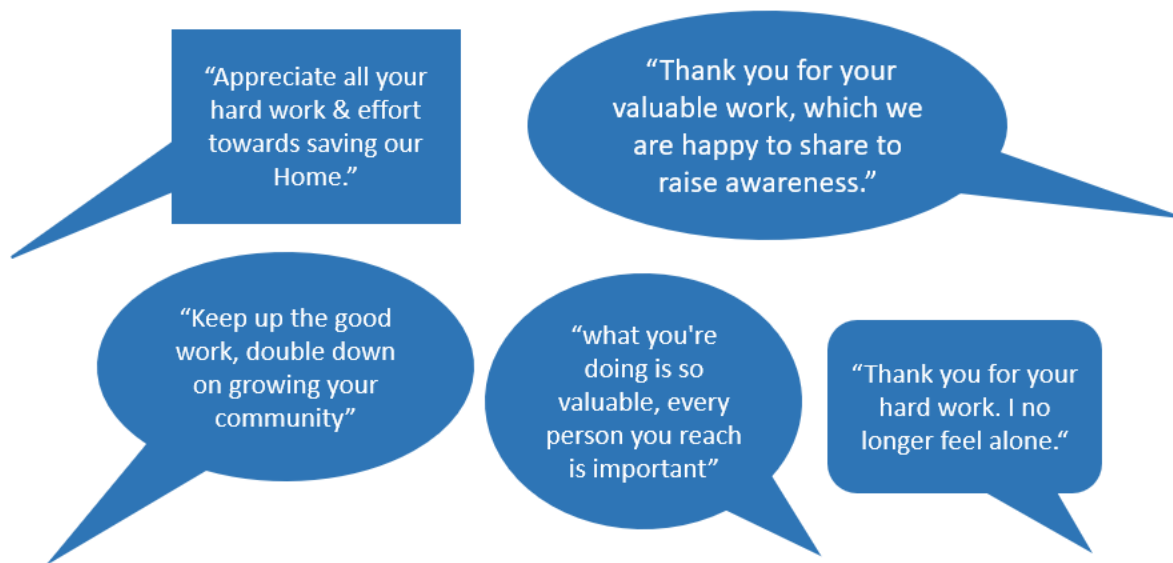 “Appreciate all your
hard work & effort
towards saving our
Home.”
“Thank you for your
valuable work, which we
are happy to share to
raise awareness.”
“Keep up the good
work, double down
on growing your
community”
“what you're
doing is so
valuable, every
person you reach
is important”
“Thank you for your
hard work. I no
longer feel alone.“